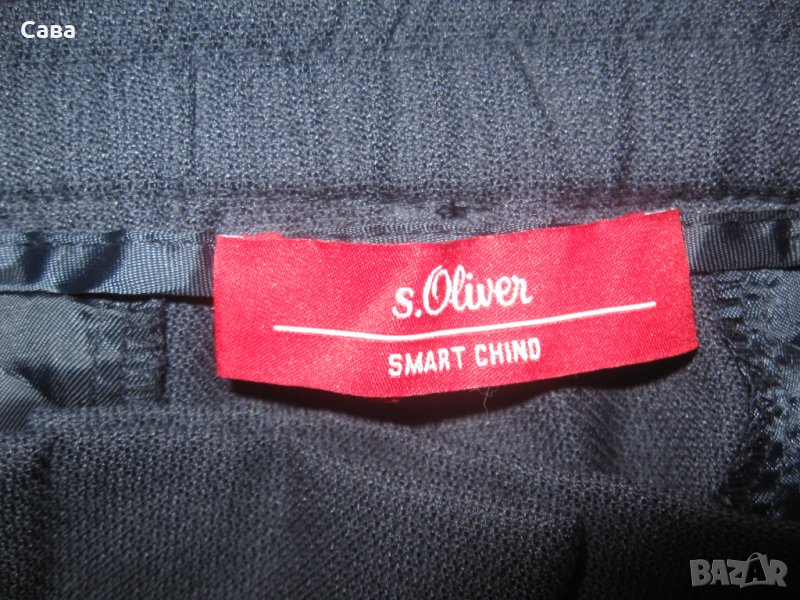 Сава
s.Oliver
SMART CHINO
BAZAR